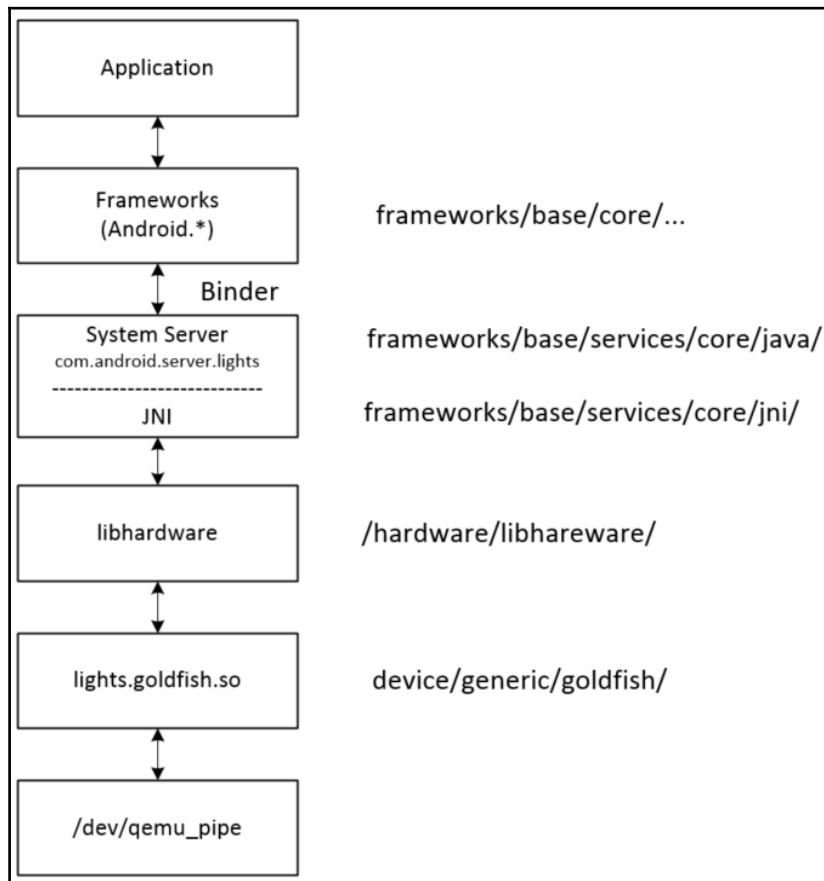 Application
Frameworks
(Android.*)
frameworks/base/core/...
Binder
System Server
com.android.server.lights
frameworks/base/services/core/java/
----------------------------
JNI
frameworks/base/services/core/jni/
libhardware
/hardware/libhareware/
lights.goldfish.so
device/generic/goldfish/
/dev/qemu_pipe